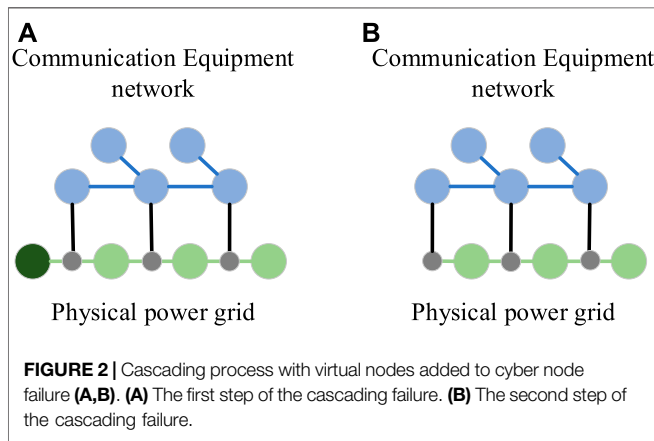 A
Communication Equipment
network
Physical power grid
B
Communication Equipment
network
Physical power grid
FIGURE 2 | Cascading process with virtual nodes added to cyber node
failure (A,B). (A) The first step of the cascading failure. (B) The second step of
the cascading failure.